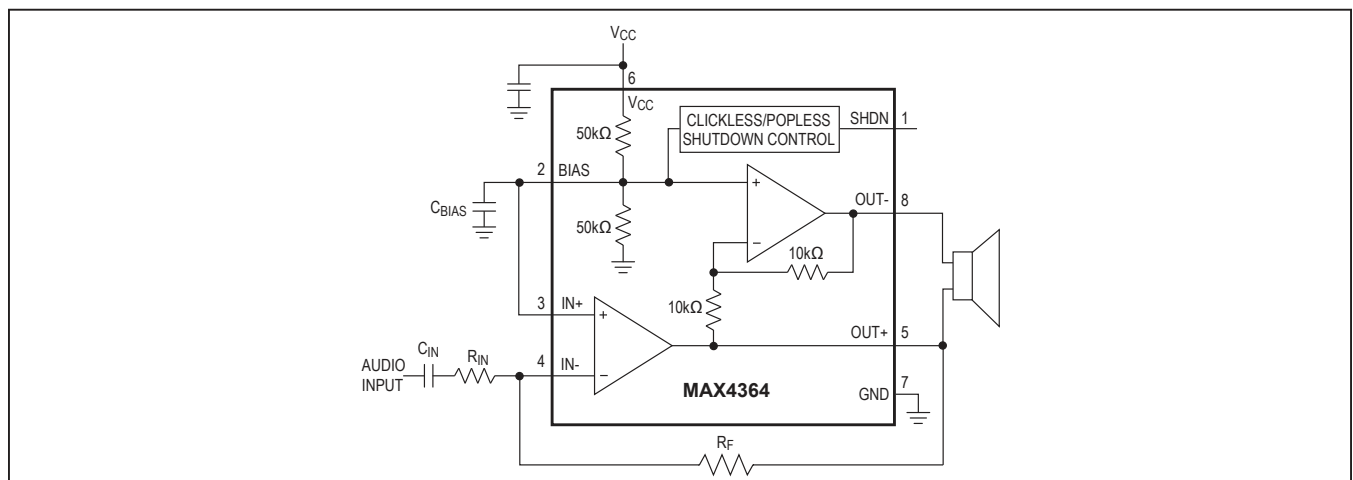 VCC
6
VCC
50kΩ
CLICKLESS/POPLESS
SHUTDOWN CONTROL
SHDN
1
2
BIAS
+
OUT-
8
CBIAS
50kΩ
−
10kΩ
10kΩ
3
IN+
+
OUT+
5
CIN
RIN
4
IN-
−
AUDIO
INPUT
MAX4364
7
GND
RF